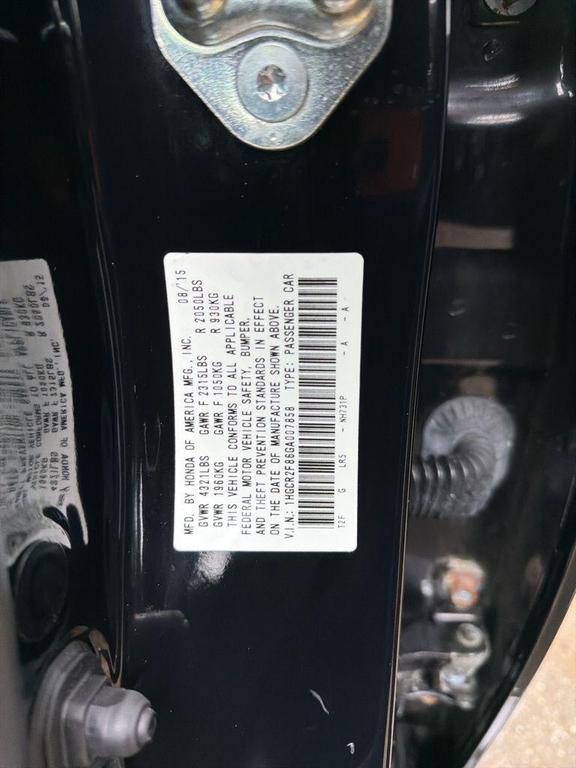 MFD. BY HONDA OF AMERICA MFG., INC. 08/'15
GVWR 4321LBS GAWR F 2315LBS R 2050LBS
GVWR 1960KG GAWR F 1050KG R 930KG
THIS VEHICLE CONFORMS TO ALL APPLICABLE
FEDERAL MOTOR VEHICLE SAFETY, BUMPER,
AND THEFT PREVENTION STANDARDS IN EFFECT
ON THE DATE OF MANUFACTURE SHOWN ABOVE.
V.I.N.: 1HGCR2F86GA007858 TYPE: PASSENGER CAR
T2F G LR5 - NH731P - A - A